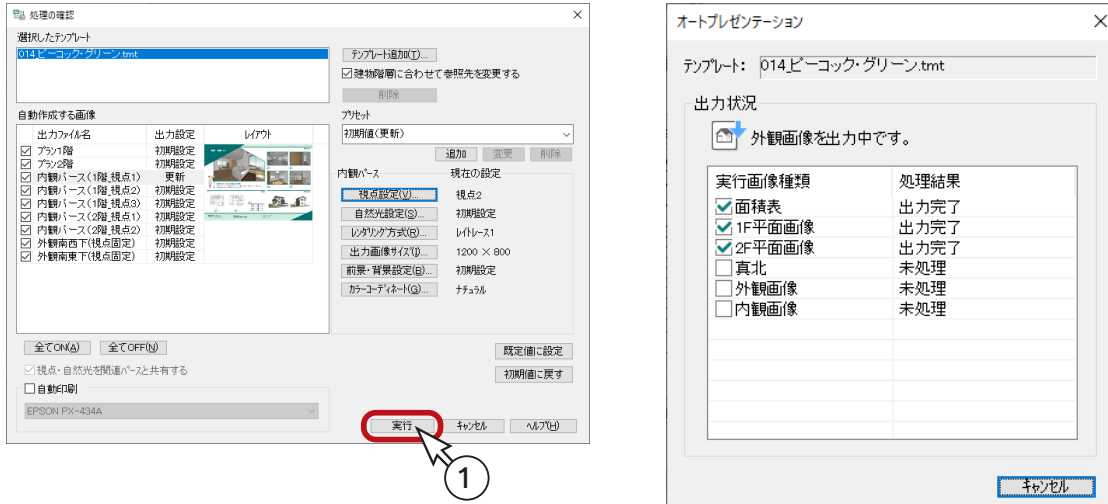 処理の確認
選択したテンプレート
014_ピーコック・グリーン.tmt
テンプレート追加(T)...
建物階層に合わせて参照先を変更する
削除
自動作成する画像
出力ファイル名 出力設定 レイアウト
プラン1階 初期設定
プラン2階 初期設定
内観パース(1階_視点1) 更新
内観パース(1階_視点2) 初期設定
内観パース(1階_視点3) 初期設定
内観パース(2階_視点1) 初期設定
内観パース(2階_視点2) 初期設定
外観南西下(視点固定) 初期設定
外観南東下(視点固定) 初期設定
プリセット
初期値(更新)
追加 変更 削除
内観パース 現在の設定
視点設定(V)... 視点2
自然光設定(S)... 初期設定
レンダリング方式(R)... レイトレース1
出力画像サイズ(I)... 1200 × 800
前景・背景設定(B)... 初期設定
カラーコーディネート(G)... ナチュラル
全てON(A) 全てOFF(N)
視点・自然光を関連パースと共有する
自動印刷
EPSON PX-434A
既定値に設定
初期値に戻す
実行 キャンセル ヘルプ(H)
1
オートプレゼンテーション
テンプレート: 014_ピーコック・グリーン.tmt
出力状況
外観画像を出力中です。
実行画像種類 処理結果
面積表 出力完了
1F平面画像 出力完了
2F平面画像 出力完了
真北 未処理
外観画像 未処理
内観画像 未処理
キャンセル